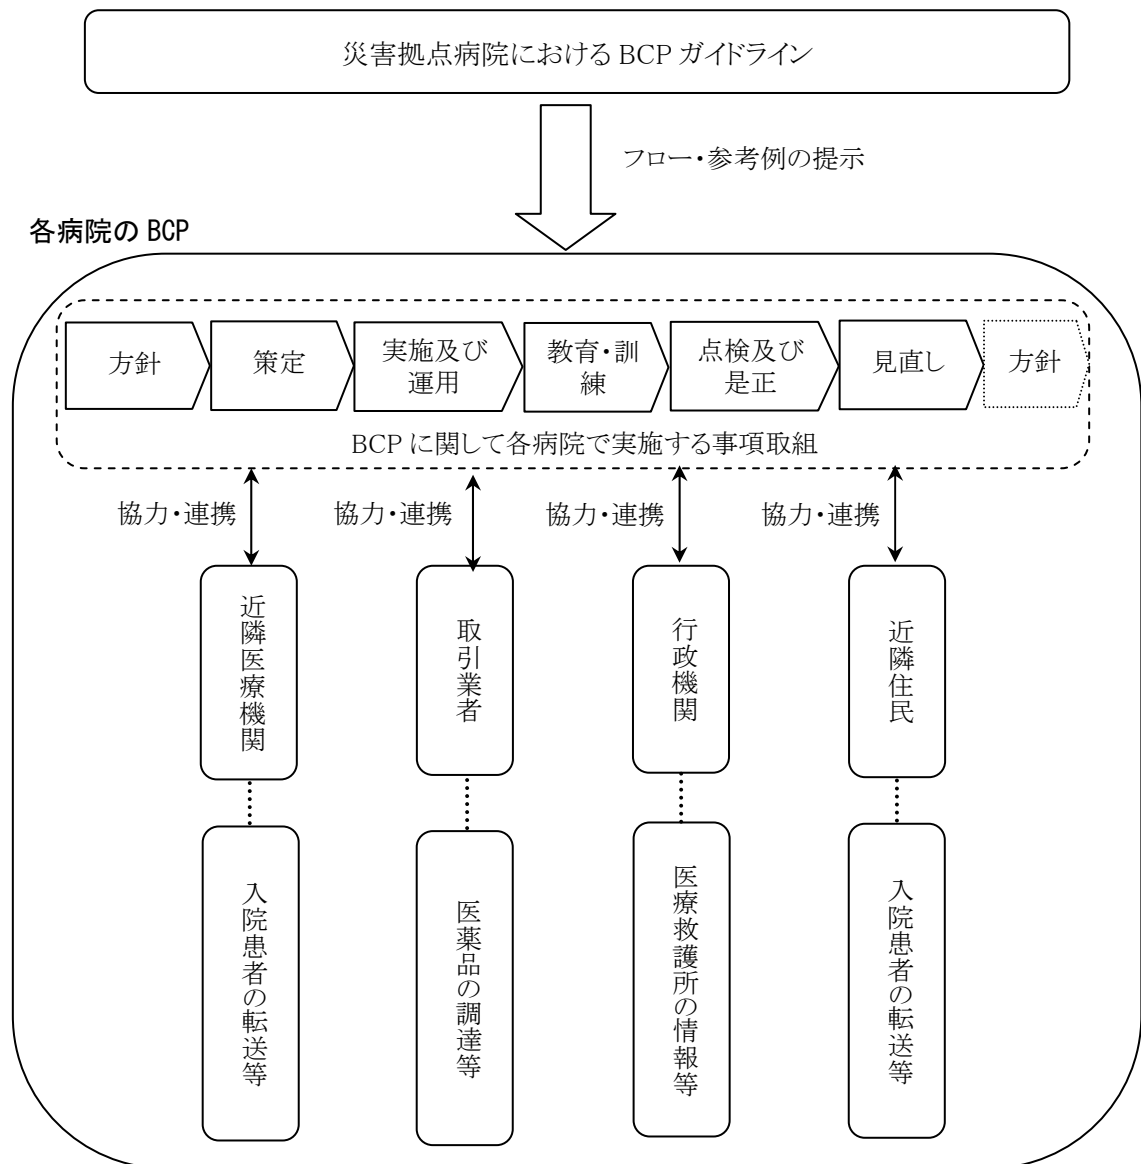 災害拠点病院における BCP ガイドライン
フロー・参考例の提示
各病院の BCP
方針
策定
実施及び
運用
教育・訓
練
点検及び
是正
見直し
方針
BCP に関して各病院で実施する事項取組
協力・連携
協力・連携
協力・連携
協力・連携
近隣医療機関
取引業者
行政機関
近隣住民
入院患者の転送等
医薬品の調達等
医療救護所の情報等
入院患者の転送等